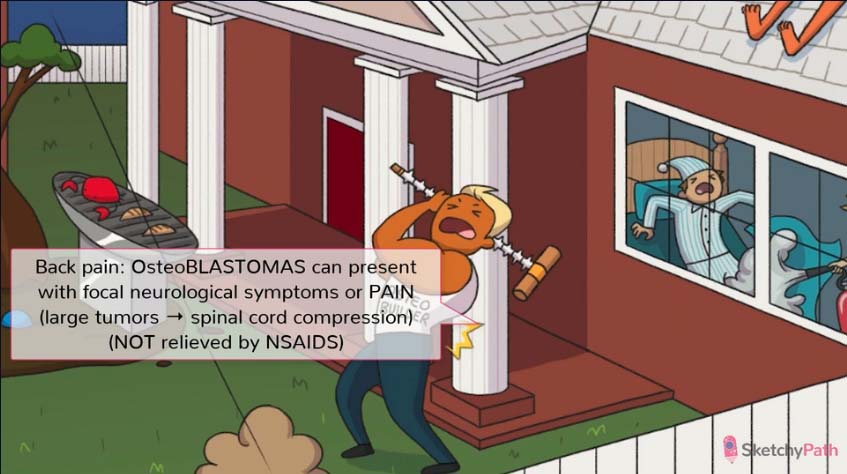 Back pain: OsteoBLASTOMAS can present
with focal neurological symptoms or PAIN
(large tumors → spinal cord compression)
(NOT relieved by NSAIDS)
BUILDER
SketchyPath